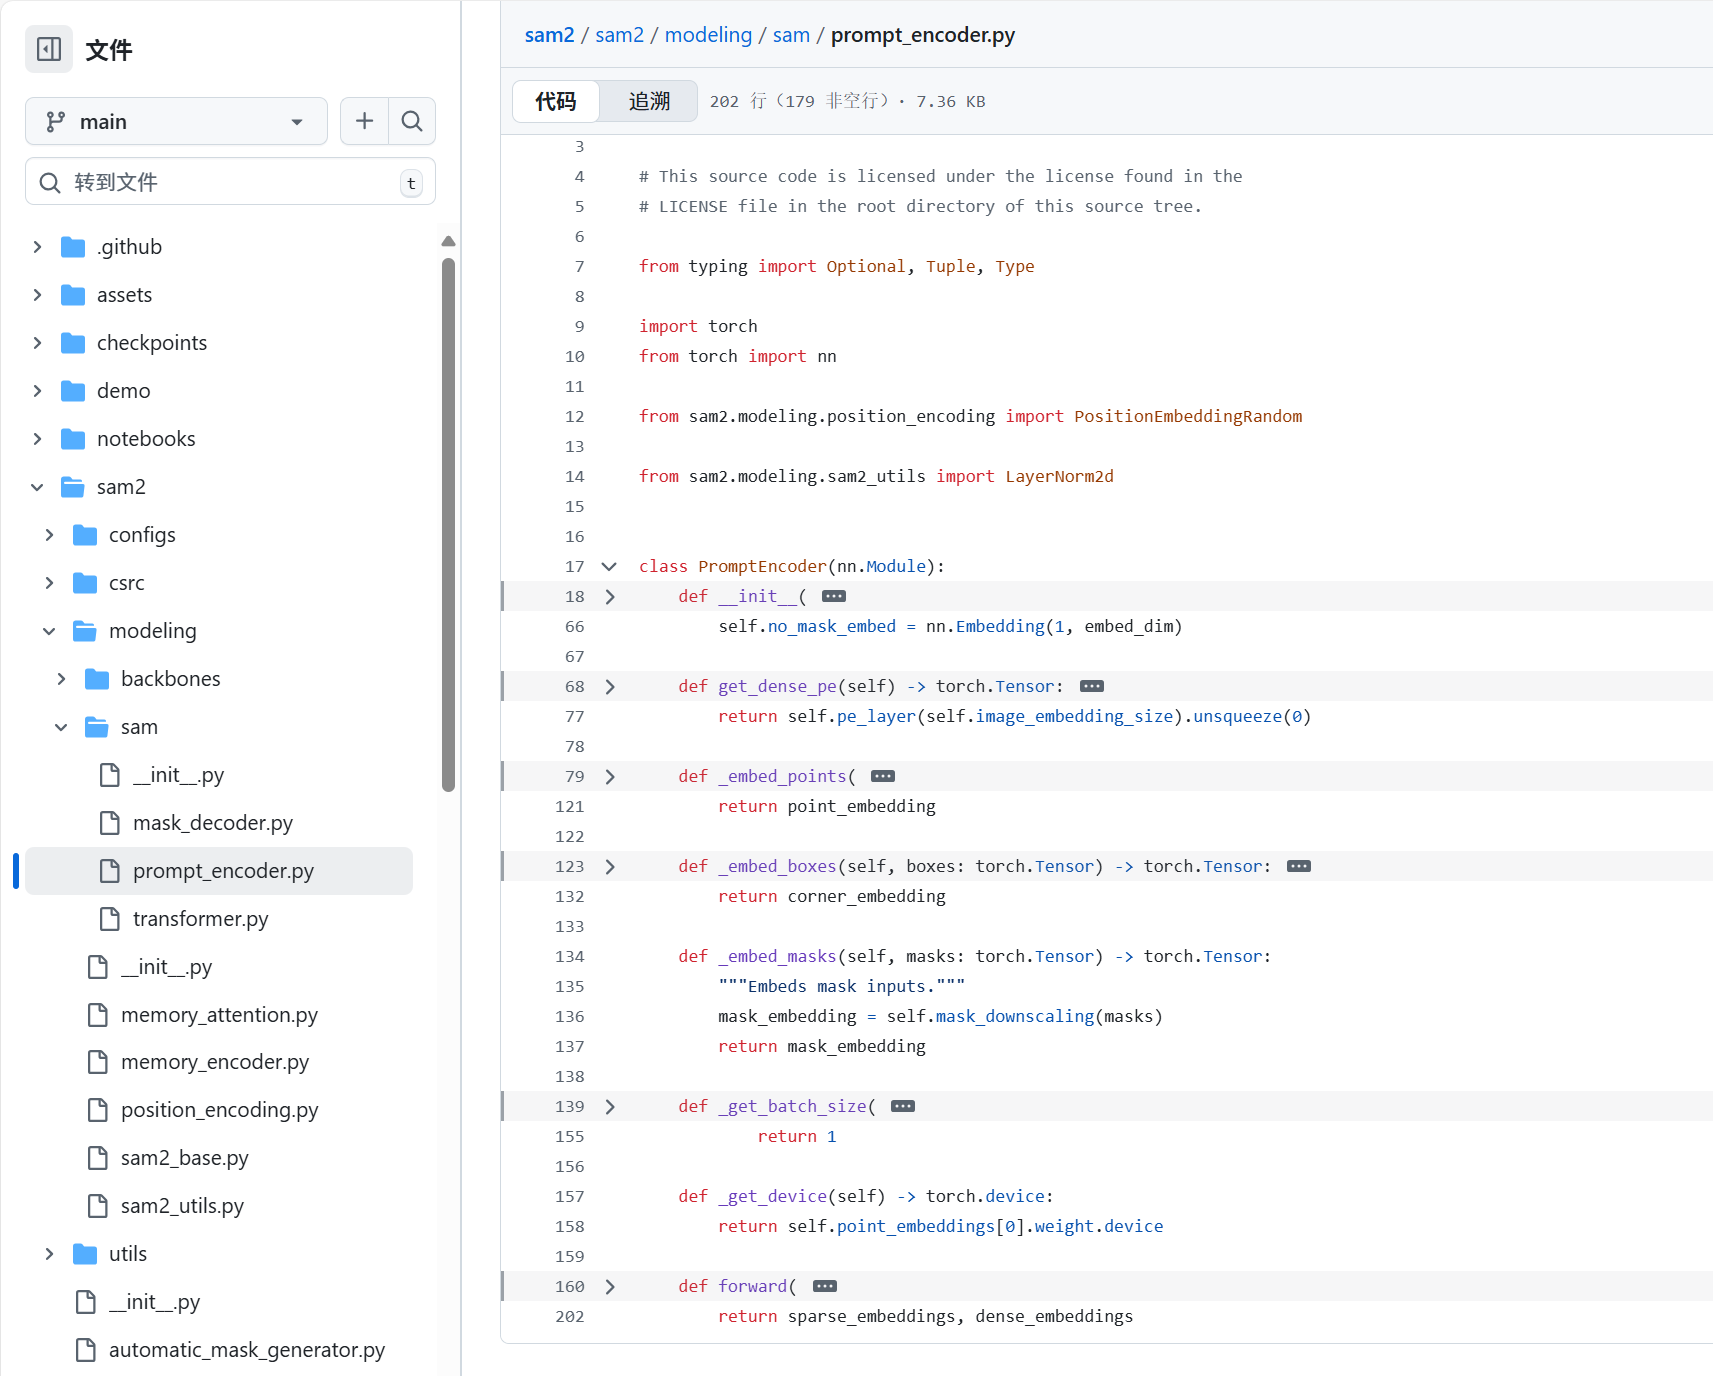 文件
main
转到文件
t
.github
assets
checkpoints
demo
notebooks
sam2
configs
csrc
modeling
backbones
sam
__init__.py
mask_decoder.py
prompt_encoder.py
transformer.py
__init__.py
memory_attention.py
memory_encoder.py
position_encoding.py
sam2_base.py
sam2_utils.py
utils
__init__.py
automatic_mask_generator.py
sam2 / sam2 / modeling / sam / prompt_encoder.py
代码 追溯 202 行 (179 非空行) · 7.36 KB
3
4 # This source code is licensed under the license found in the
5 # LICENSE file in the root directory of this source tree.
6
7 from typing import Optional, Tuple, Type
8
9 import torch
10 from torch import nn
11
12 from sam2.modeling.position_encoding import PositionEmbeddingRandom
13
14 from sam2.modeling.sam2_utils import LayerNorm2d
15
16
17 class PromptEncoder(nn.Module):
18 def __init__( ···
66 self.no_mask_embed = nn.Embedding(1, embed_dim)
67
68 def get_dense_pe(self) -> torch.Tensor: ···
77 return self.pe_layer(self.image_embedding_size).unsqueeze(0)
78
79 def _embed_points( ···
121 return point_embedding
122
123 def _embed_boxes(self, boxes: torch.Tensor) -> torch.Tensor: ···
132 return corner_embedding
133
134 def _embed_masks(self, masks: torch.Tensor) -> torch.Tensor:
135 """Embeds mask inputs."""
136 mask_embedding = self.mask_downscaling(masks)
137 return mask_embedding
138
139 def _get_batch_size( ···
155 return 1
156
157 def _get_device(self) -> torch.device:
158 return self.point_embeddings[0].weight.device
159
160 def forward( ···
202 return sparse_embeddings, dense_embeddings